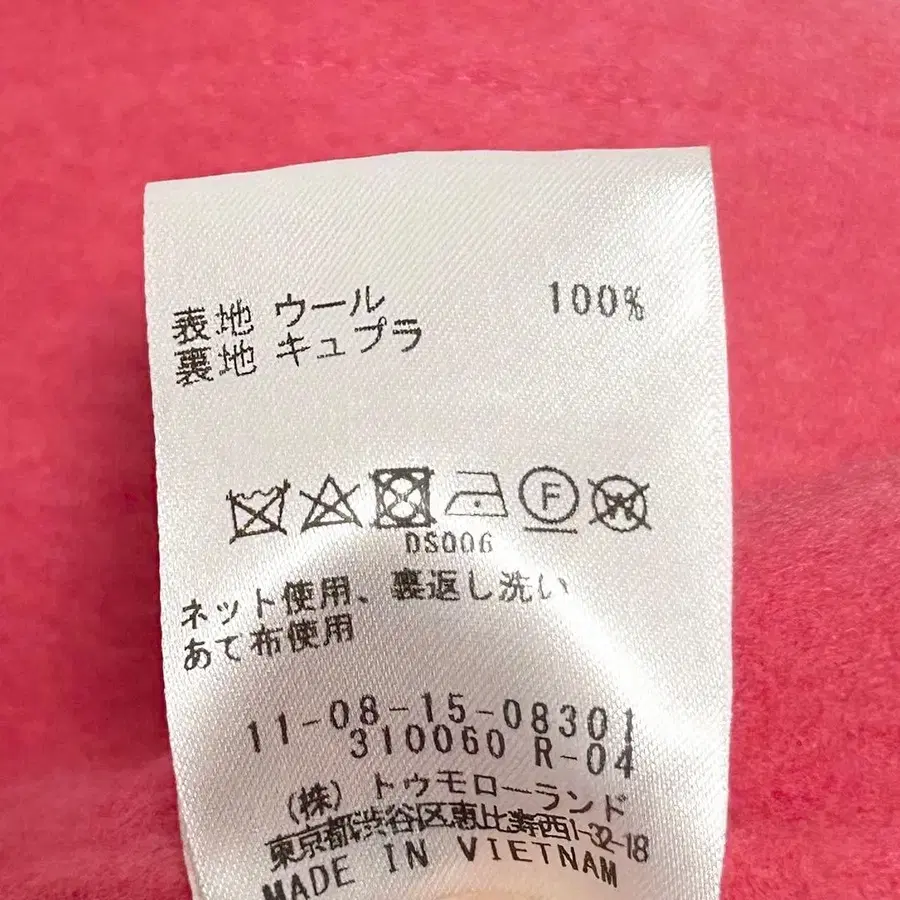 表地 ウール 100%
裏地 キュプラ
F
W
DS006
ネット使用、裏返し洗い
あて布使用
11-08-15-08301
310060 R-04
(株) トゥモローランド
東京都渋谷区恵比寿西1-32-18
MADE IN VIETNAM